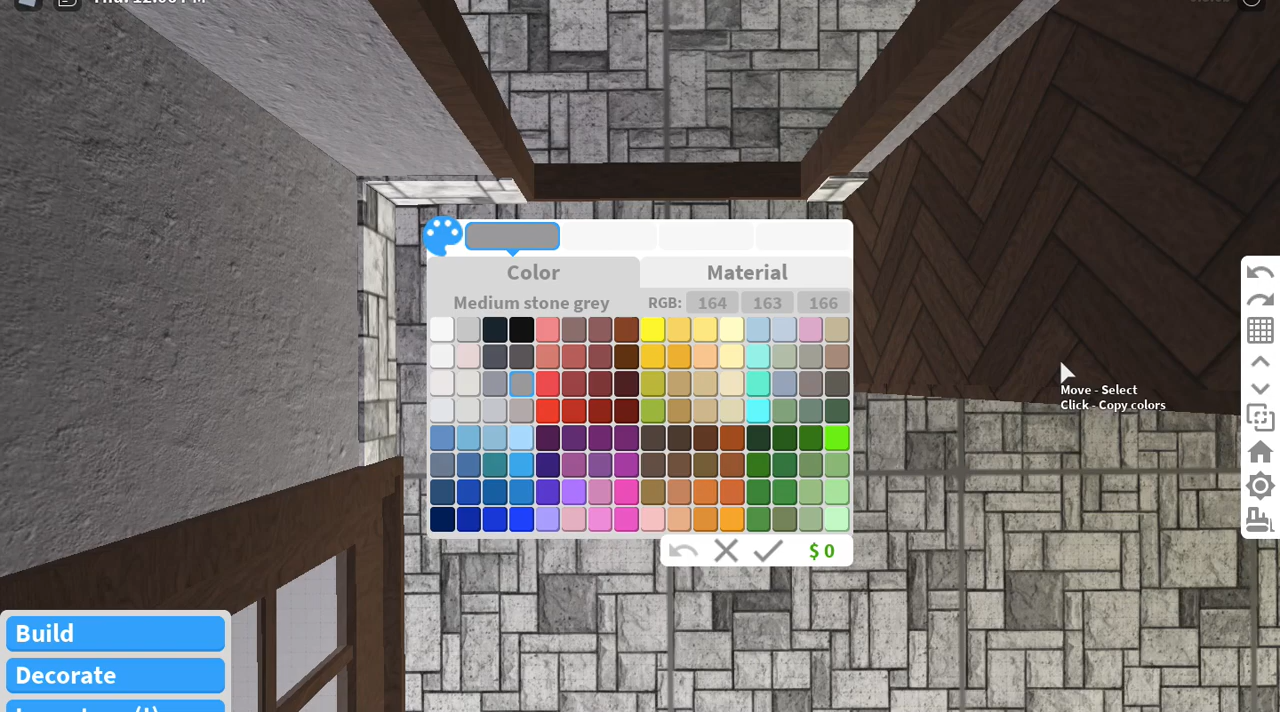 Color
Material
Medium stone grey
RGB: 164 163 166
Move - Select
Click - Copy colors
$ 0
Build
Decorate